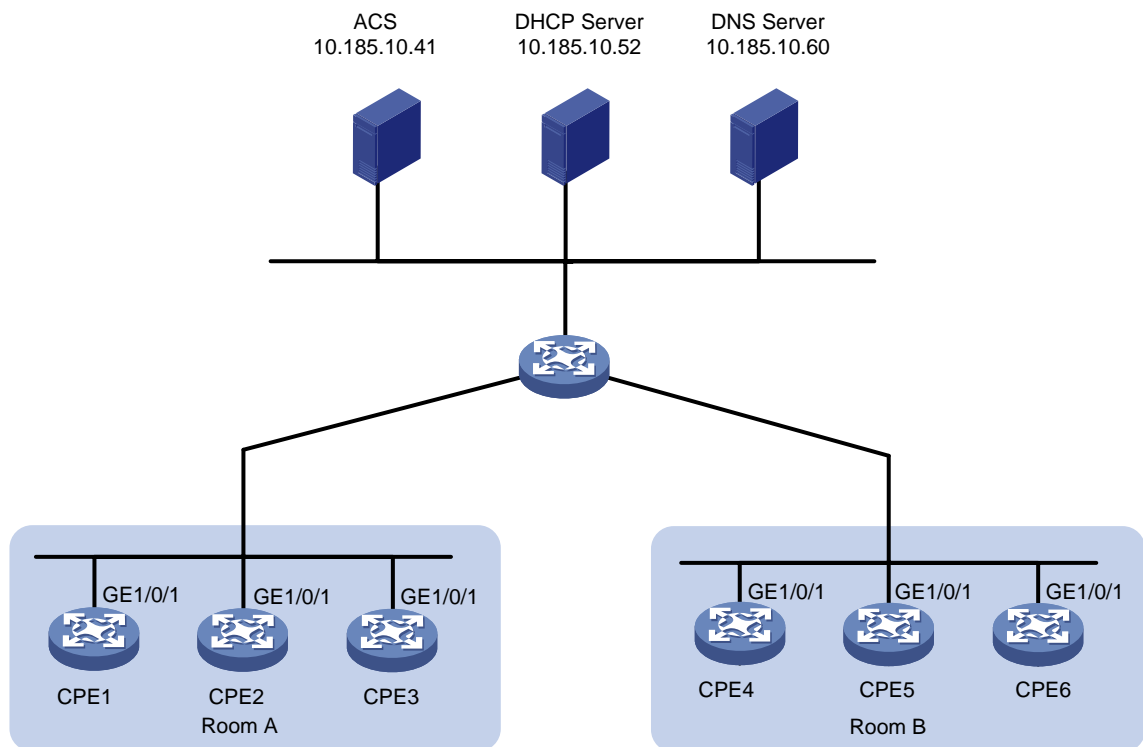 ACS
10.185.10.41
DHCP Server
10.185.10.52
DNS Server
10.185.10.60
GE1/0/1
GE1/0/1
GE1/0/1
CPE1
CPE2
CPE3
Room A
GE1/0/1
GE1/0/1
GE1/0/1
CPE4
CPE5
CPE6
Room B